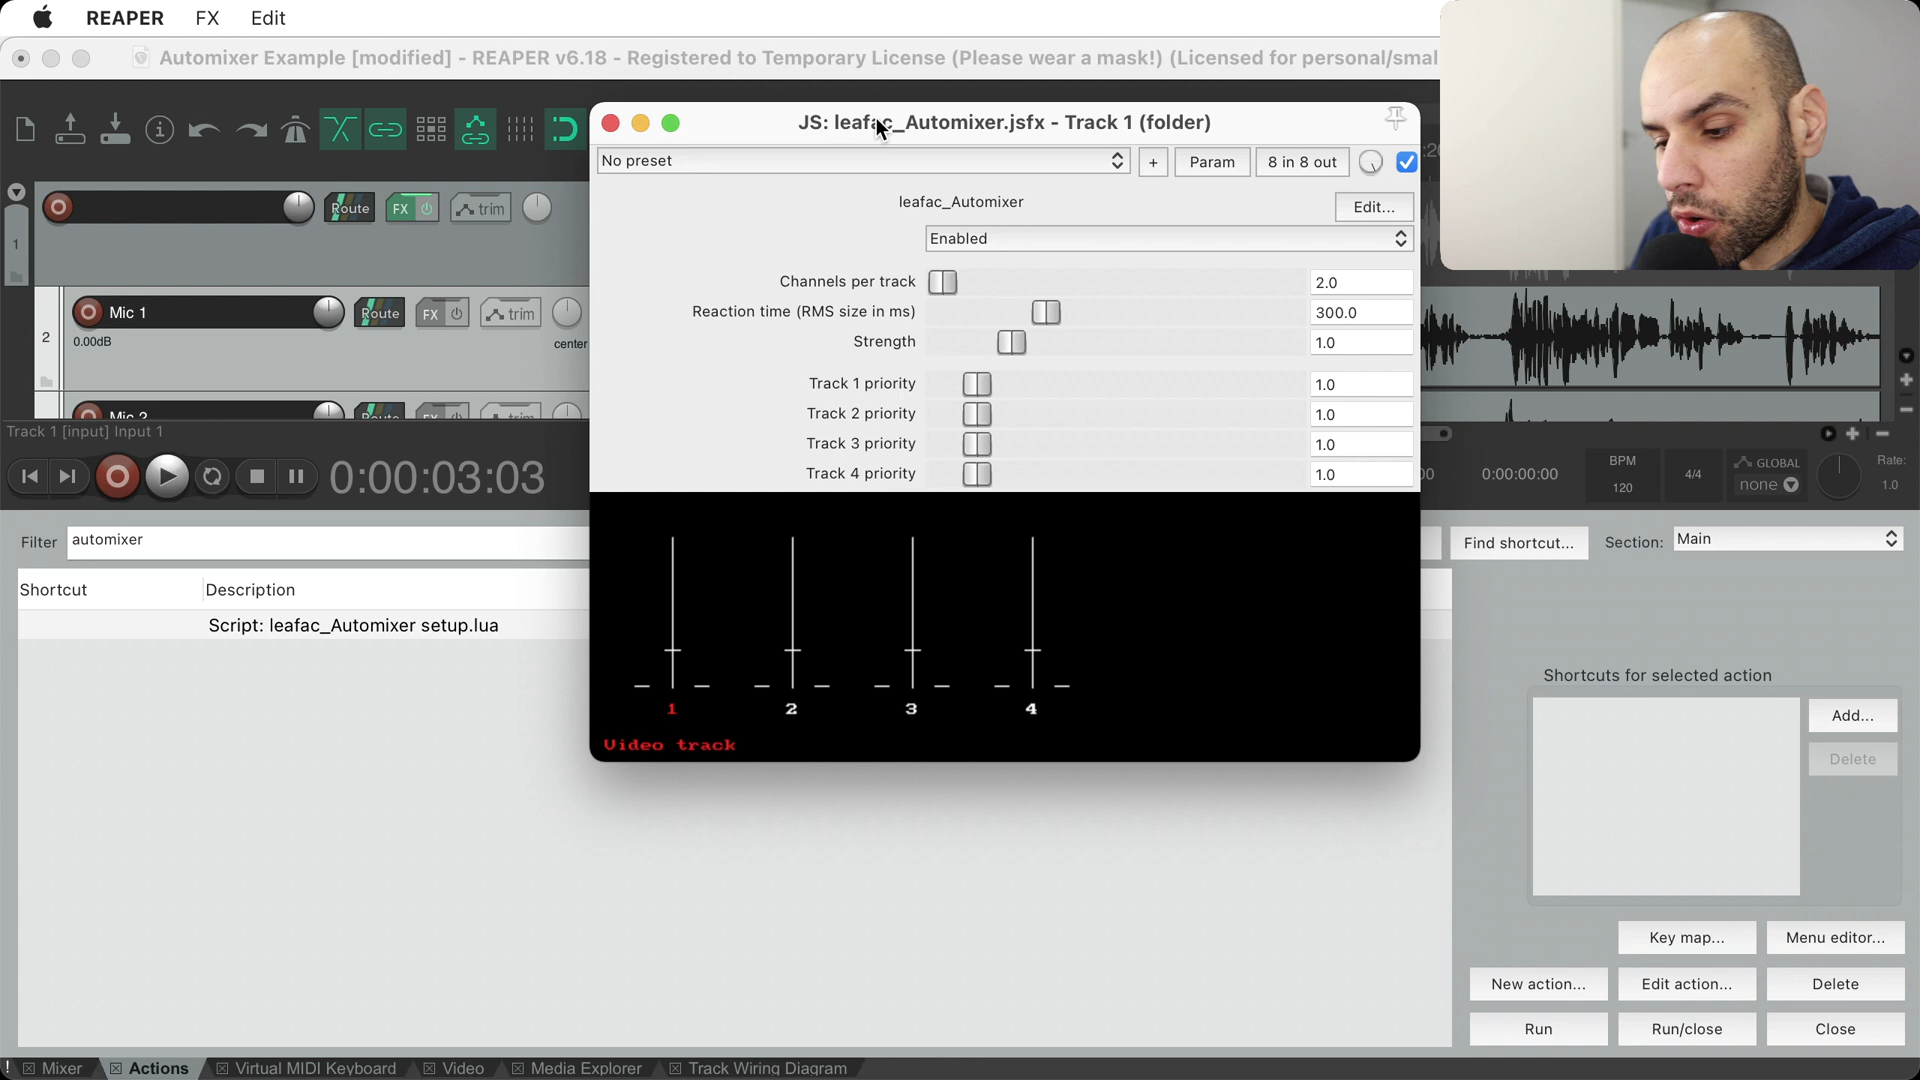 REAPER FX Edit
Automixer Example [modified] - REAPER v6.18 - Registered to Temporary License (Please wear a mask!) (Licensed for personal/smal
JS: leafac_Automixer.jsfx - Track 1 (folder)
No preset + Param 8 in 8 out
leafac_Automixer Edit...
Enabled
Channels per track 2.0
Reaction time (RMS size in ms) 300.0
Strength 1.0
Track 1 priority 1.0
Track 2 priority 1.0
Track 3 priority 1.0
Track 4 priority 1.0
1 2 3 4
Video track
1 Route FX trim
2 Mic 1 Route FX trim
0.00dB center
Track 1 [input] Input 1
0:00:03:03
0:00:00:00
BPM
120
4/4
GLOBAL
none
Rate:
1.0
Filter automixer
Find shortcut... Section: Main
Shortcut Description
Script: leafac_Automixer setup.lua
Shortcuts for selected action
Add...
Delete
Key map... Menu editor...
New action... Edit action... Delete
Run Run/close Close
! Mixer Actions Virtual MIDI Keyboard Video Media Explorer Track Wiring Diagram